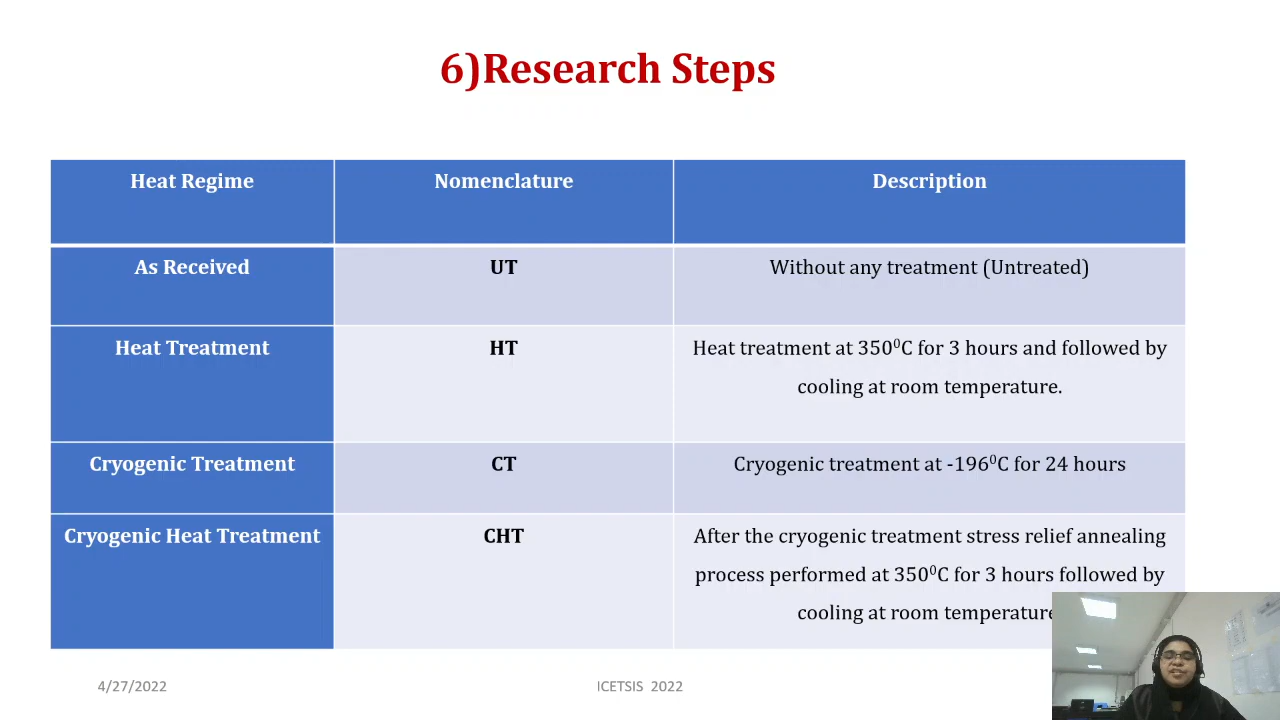 6)Research Steps
Heat Regime
Nomenclature
Description
As Received
UT
Without any treatment (Untreated)
Heat Treatment
HT
Heat treatment at 350⁰C for 3 hours and followed by
cooling at room temperature.
Cryogenic Treatment
CT
Cryogenic treatment at -196⁰C for 24 hours
Cryogenic Heat Treatment
CHT
After the cryogenic treatment stress relief annealing
process performed at 350⁰C for 3 hours followed by
cooling at room temperature
4/27/2022
ICETSIS 2022